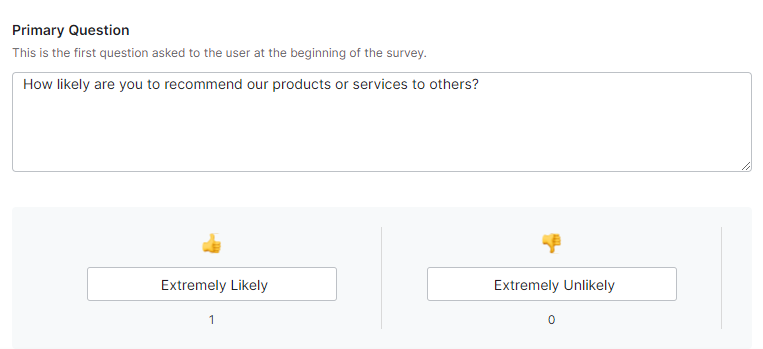 Primary Question
This is the first question asked to the user at the beginning of the survey.
How likely are you to recommend our products or services to others?
Extremely Likely
Extremely Unlikely
1
0